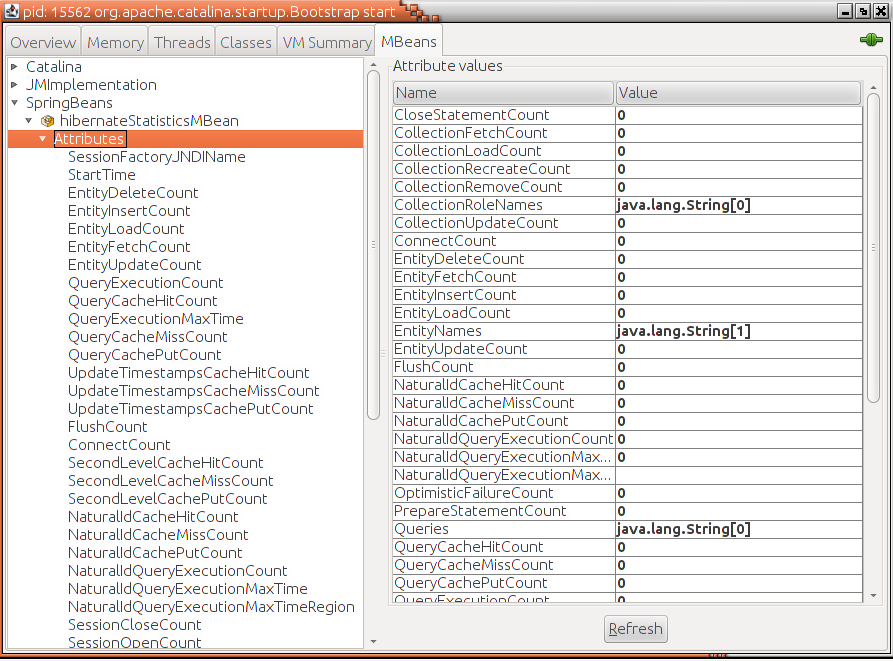 pid: 15562 org.apache.catalina.startup.Bootstrap start
Overview Memory Threads Classes VM Summary MBeans
Catalina
JMImplementation
SpringBeans
hibernateStatisticsMBean
Attributes
SessionFactoryJNDIName
StartTime
EntityDeleteCount
EntityInsertCount
EntityLoadCount
EntityFetchCount
EntityUpdateCount
QueryExecutionCount
QueryCacheHitCount
QueryExecutionMaxTime
QueryCacheMissCount
QueryCachePutCount
UpdateTimestampsCacheHitCount
UpdateTimestampsCacheMissCount
UpdateTimestampsCachePutCount
FlushCount
ConnectCount
SecondLevelCacheHitCount
SecondLevelCacheMissCount
SecondLevelCachePutCount
NaturalIdCacheHitCount
NaturalIdCacheMissCount
NaturalIdCachePutCount
NaturalIdQueryExecutionCount
NaturalIdQueryExecutionMaxTime
NaturalIdQueryExecutionMaxTimeRegion
SessionCloseCount
SessionOpenCount
Attribute values
Name Value
CloseStatementCount 0
CollectionFetchCount 0
CollectionLoadCount 0
CollectionRecreateCount 0
CollectionRemoveCount 0
CollectionRoleNames java.lang.String[0]
CollectionUpdateCount 0
ConnectCount 0
EntityDeleteCount 0
EntityFetchCount 0
EntityInsertCount 0
EntityLoadCount 0
EntityNames java.lang.String[1]
EntityUpdateCount 0
FlushCount 0
NaturalIdCacheHitCount 0
NaturalIdCacheMissCount 0
NaturalIdCachePutCount 0
NaturalIdQueryExecutionCount 0
NaturalIdQueryExecutionMax... 0
NaturalIdQueryExecutionMax...
OptimisticFailureCount 0
PrepareStatementCount 0
Queries java.lang.String[0]
QueryCacheHitCount 0
QueryCacheMissCount 0
QueryCachePutCount 0
QueryExecutionCount 0
Refresh